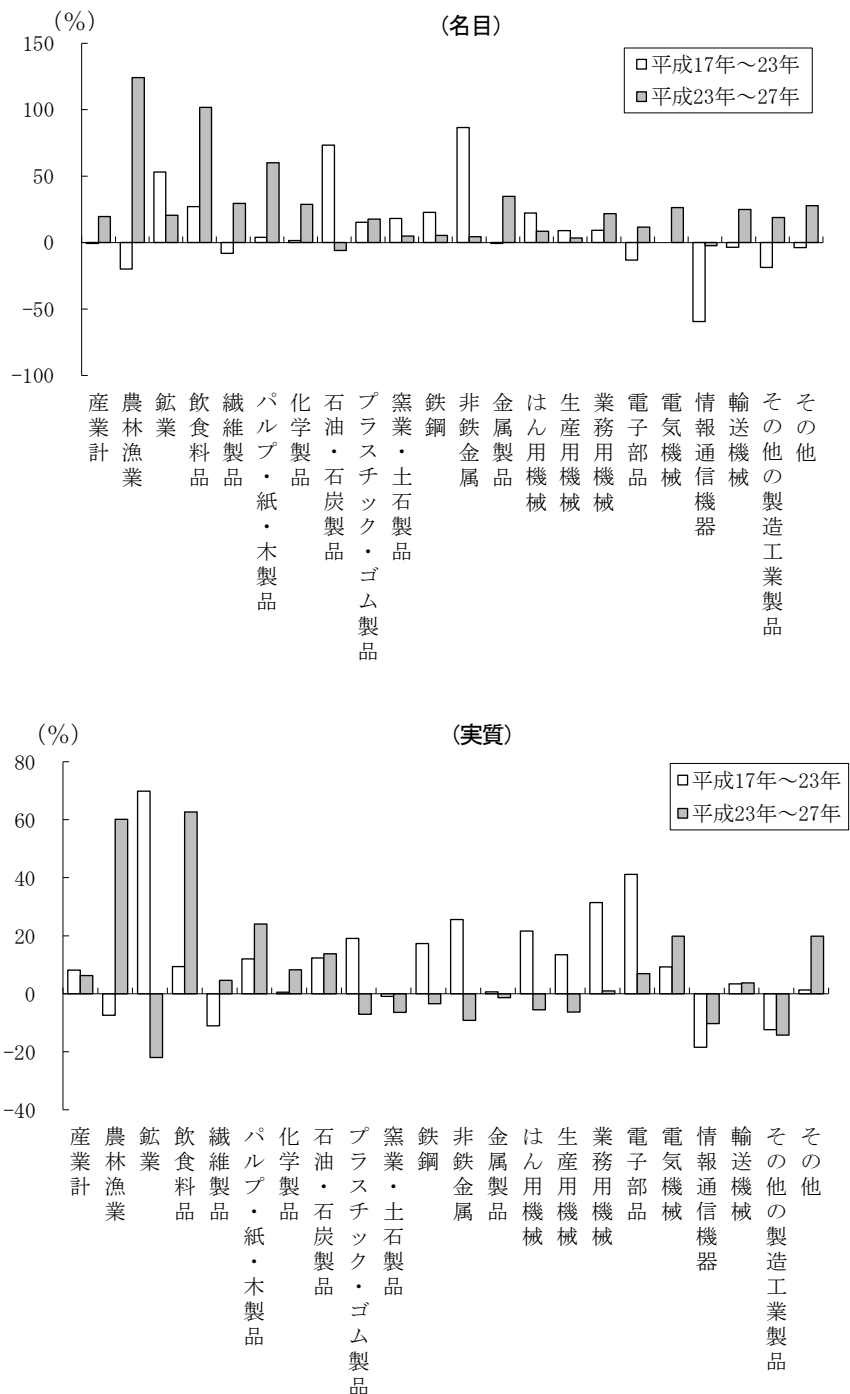 (%)
(名目)
150
100
50
0
−50
−100
平成17年～23年
平成23年～27年
産業計
農林漁業
鉱業
飲食料品
繊維製品
パルプ・紙・木製品
化学製品
石油・石炭製品
プラスチック・ゴム製品
窯業・土石製品
鉄鋼
非鉄金属
金属製品
はん用機械
生産用機械
業務用機械
電子部品
電気機械
情報通信機器
輸送機械
その他の製造工業製品
その他
(%)
(実質)
80
60
40
20
0
−20
−40
平成17年～23年
平成23年～27年
産業計
農林漁業
鉱業
飲食料品
繊維製品
パルプ・紙・木製品
化学製品
石油・石炭製品
プラスチック・ゴム製品
窯業・土石製品
鉄鋼
非鉄金属
金属製品
はん用機械
生産用機械
業務用機械
電子部品
電気機械
情報通信機器
輸送機械
その他の製造工業製品
その他